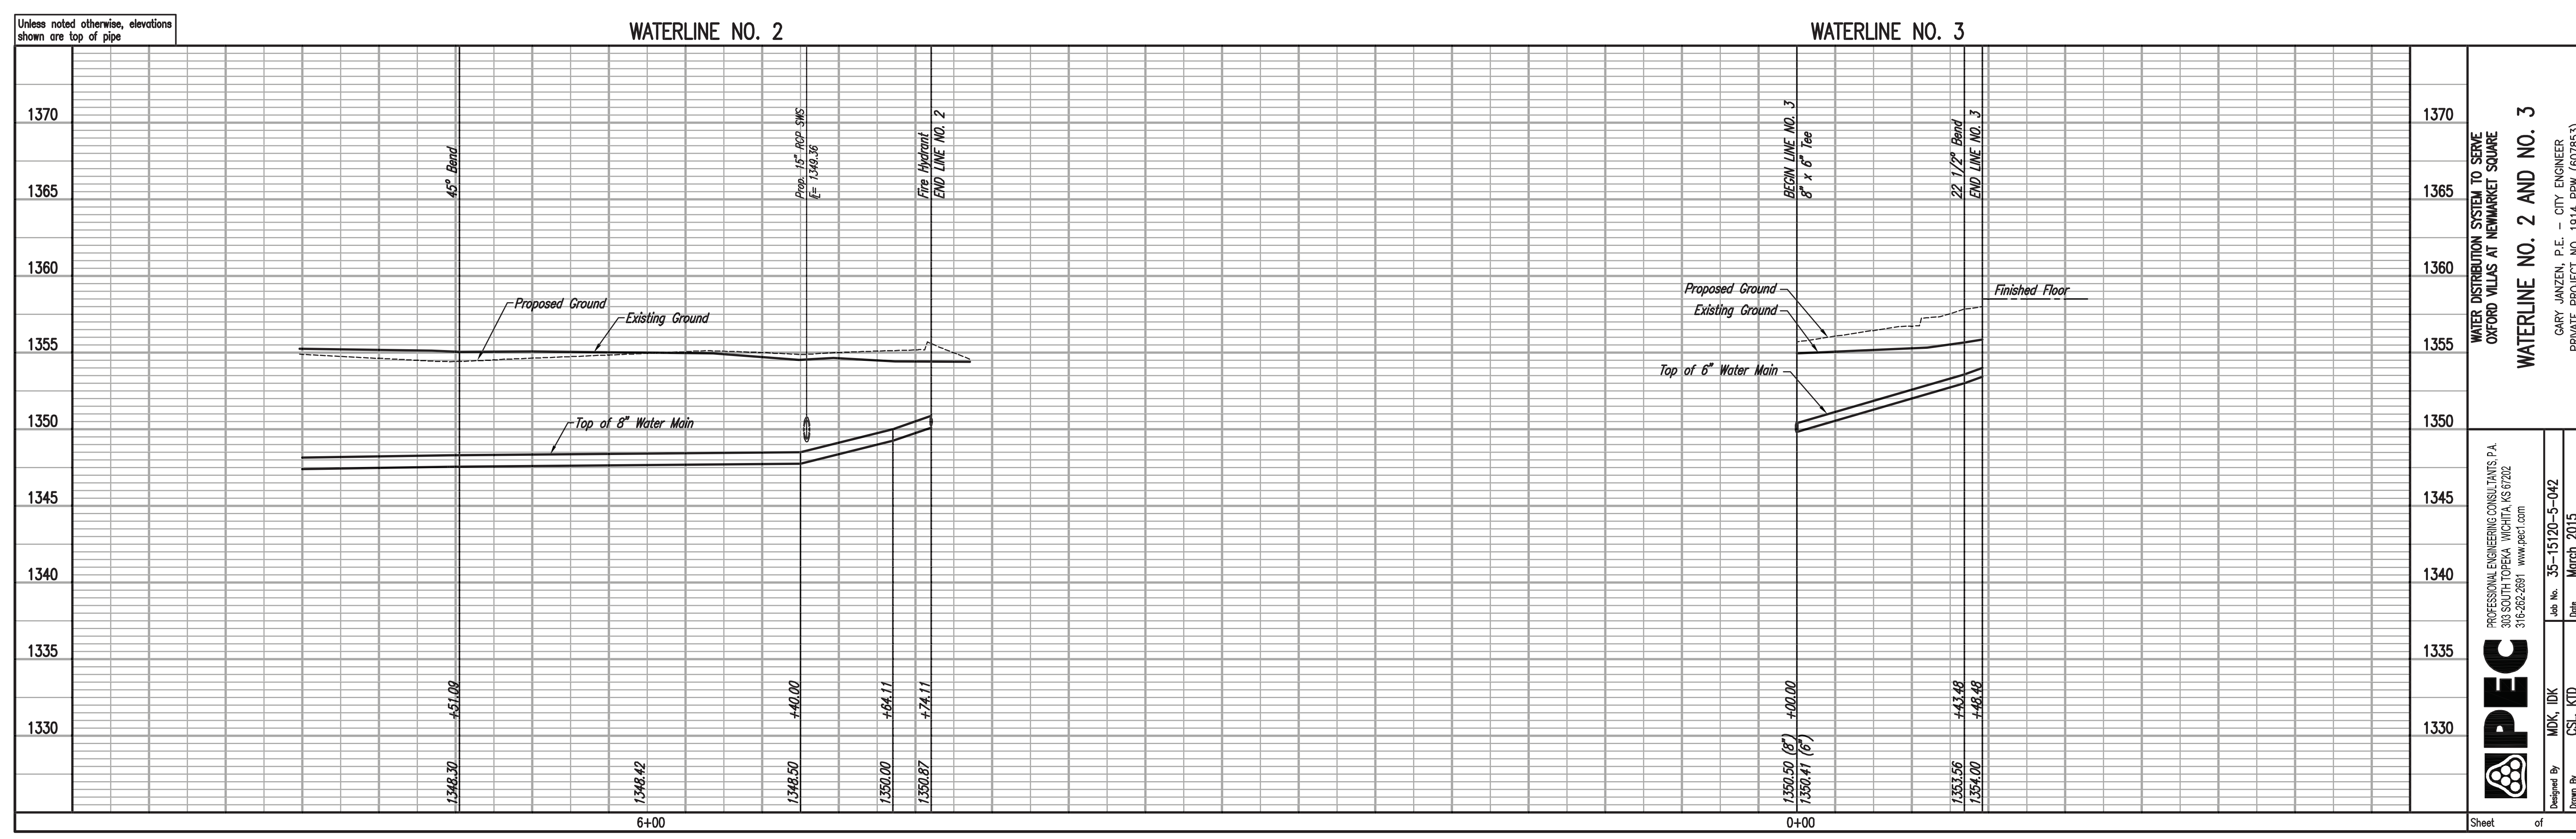 Unless noted otherwise, elevations
shown are top of pipe
WATERLINE NO. 2
WATERLINE NO. 3
1370
1365
1360
1355
1350
1345
1340
1335
1330
45° Bend
Prop. 15" RCP SWS
FL= 1349.36
Fire Hydrant
END LINE NO. 2
Proposed Ground
Existing Ground
Top of 8" Water Main
+51.09
+40.00
+64.11
+74.11
1348.30
1348.42
1348.50
1350.00
1350.87
6+00
BEGIN LINE NO. 3
8" x 6" Tee
22 1/2° Bend
END LINE NO. 3
Proposed Ground
Existing Ground
Top of 6" Water Main
Finished Floor
+00.00
+43.48
+48.48
1350.50 (8")
1350.41 (6")
1353.56
1354.00
0+00
1370
1365
1360
1355
1350
1345
1340
1335
1330
WATER DISTRIBUTION SYSTEM TO SERVE
OXFORD VILLAS AT NEWMARKET SQUARE
WATERLINE NO. 2 AND NO. 3
GARY JANZEN, P.E. - CITY ENGINEER
PRIVATE PROJECT NO. 1914 PPW (607853)
PEC
PROFESSIONAL ENGINEERING CONSULTANTS, P.A.
303 SOUTH TOPEKA WICHITA, KS 67202
316-262-2691 www.pec1.com
Job No. 35-15120-5-042
Date March 2015
Designed By MDK, IDK
Drawn By CSL, KTD
Sheet of